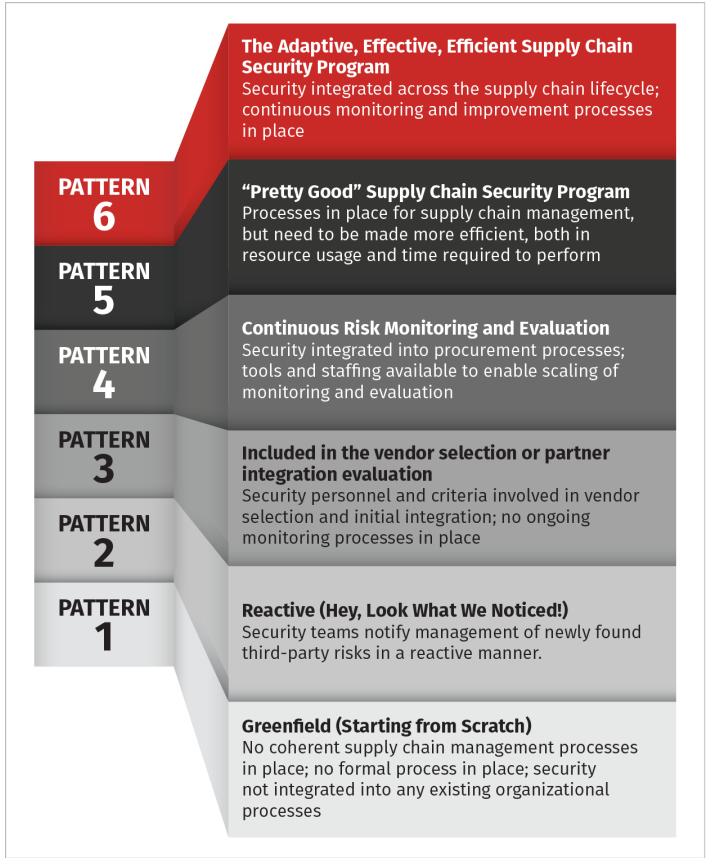 The Adaptive, Effective, Efficient Supply Chain
Security Program
Security integrated across the supply chain lifecycle;
continuous monitoring and improvement processes
in place
PATTERN
6
“Pretty Good” Supply Chain Security Program
Processes in place for supply chain management,
but need to be made more efficient, both in
resource usage and time required to perform
PATTERN
5
Continuous Risk Monitoring and Evaluation
Security integrated into procurement processes;
tools and staffing available to enable scaling of
monitoring and evaluation
PATTERN
4
Included in the vendor selection or partner
integration evaluation
Security personnel and criteria involved in vendor
selection and initial integration; no ongoing
monitoring processes in place
PATTERN
3
Reactive (Hey, Look What We Noticed!)
Security teams notify management of newly found
third-party risks in a reactive manner.
PATTERN
2
Greenfield (Starting from Scratch)
No coherent supply chain management processes
in place; no formal process in place; security
not integrated into any existing organizational
processes
PATTERN
1